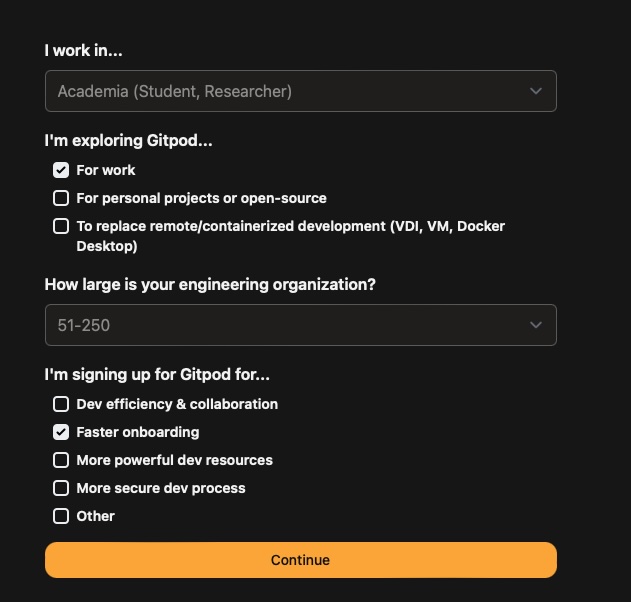 I work in...
Academia (Student, Researcher)
I'm exploring Gitpod...
For work
For personal projects or open-source
To replace remote/containerized development (VDI, VM, Docker
Desktop)
How large is your engineering organization?
51-250
I'm signing up for Gitpod for...
Dev efficiency & collaboration
Faster onboarding
More powerful dev resources
More secure dev process
Other
Continue